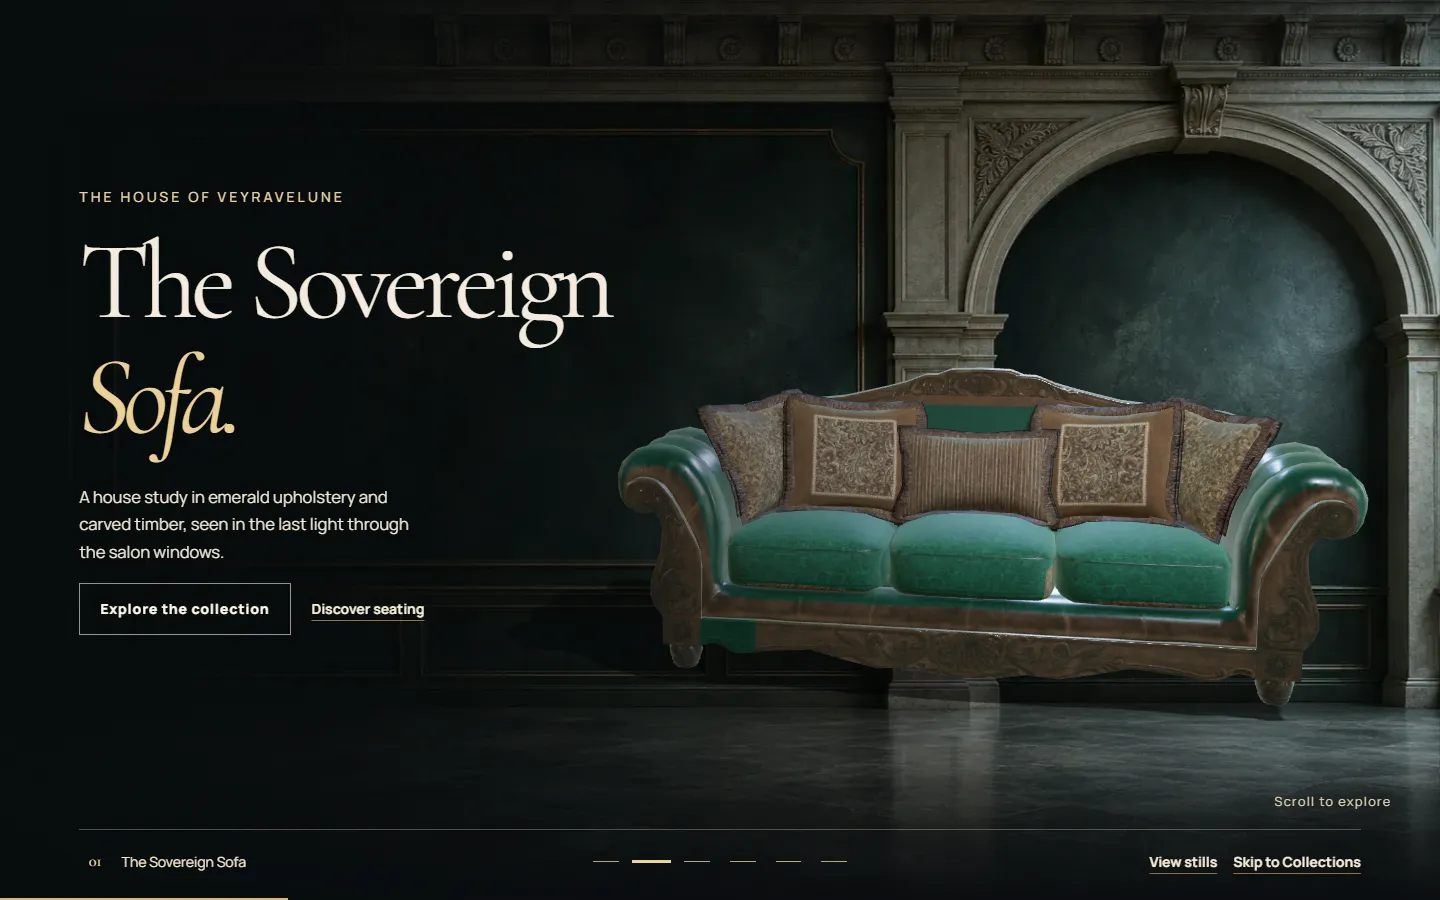 THE HOUSE OF VEYRAVELUNE
The Sovereign
Sofa.
A house study in emerald upholstery and
carved timber, seen in the last light through
the salon windows.
Explore the collection
Discover seating
Scroll to explore
01
The Sovereign Sofa
View stills
Skip to Collections